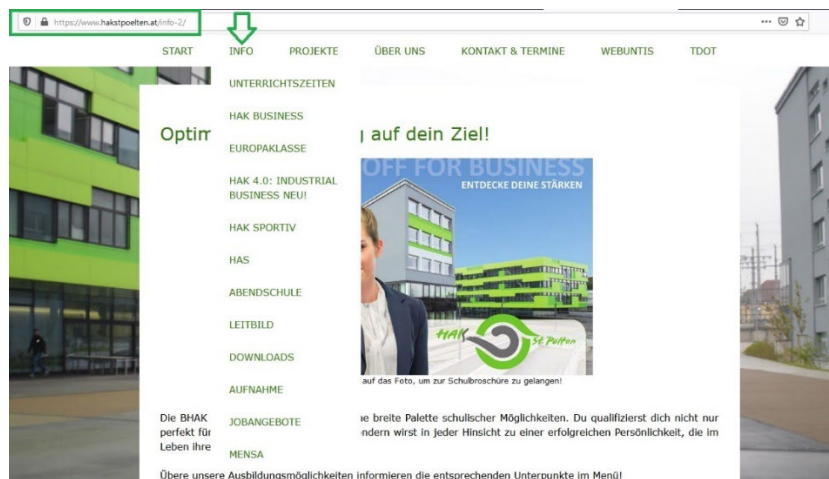 https://www.hakstpoelten.at/info-2/
START INFO PROJEKTE ÜBER UNS KONTAKT & TERMINE WEBUNTIS TDOT
UNTERRICHTSZEITEN
HAK BUSINESS
EUROPAKLASSE
HAK 4.0: INDUSTRIAL
BUSINESS NEU!
HAK SPORTIV
HAS
ABENDSCHULE
LEITBILD
DOWNLOADS
AUFNAHME
JOBANGEBOTE
MENSA
auf dein Ziel!
OFF FOR BUSINESS
ENTDECKE DEINE STÄRKEN
HAK St. Pölten
auf das Foto, um zur Schulbroschüre zu gelangen!
Die BHAK breite Palette schulischer Möglichkeiten. Du qualifizierst dich nicht nur
perfekt für wirst in jeder Hinsicht zu einer erfolgreichen Persönlichkeit, die im
Leben
Übere unsere Ausbildungsmöglichkeiten informieren die entsprechenden Unterpunkte im Menü!